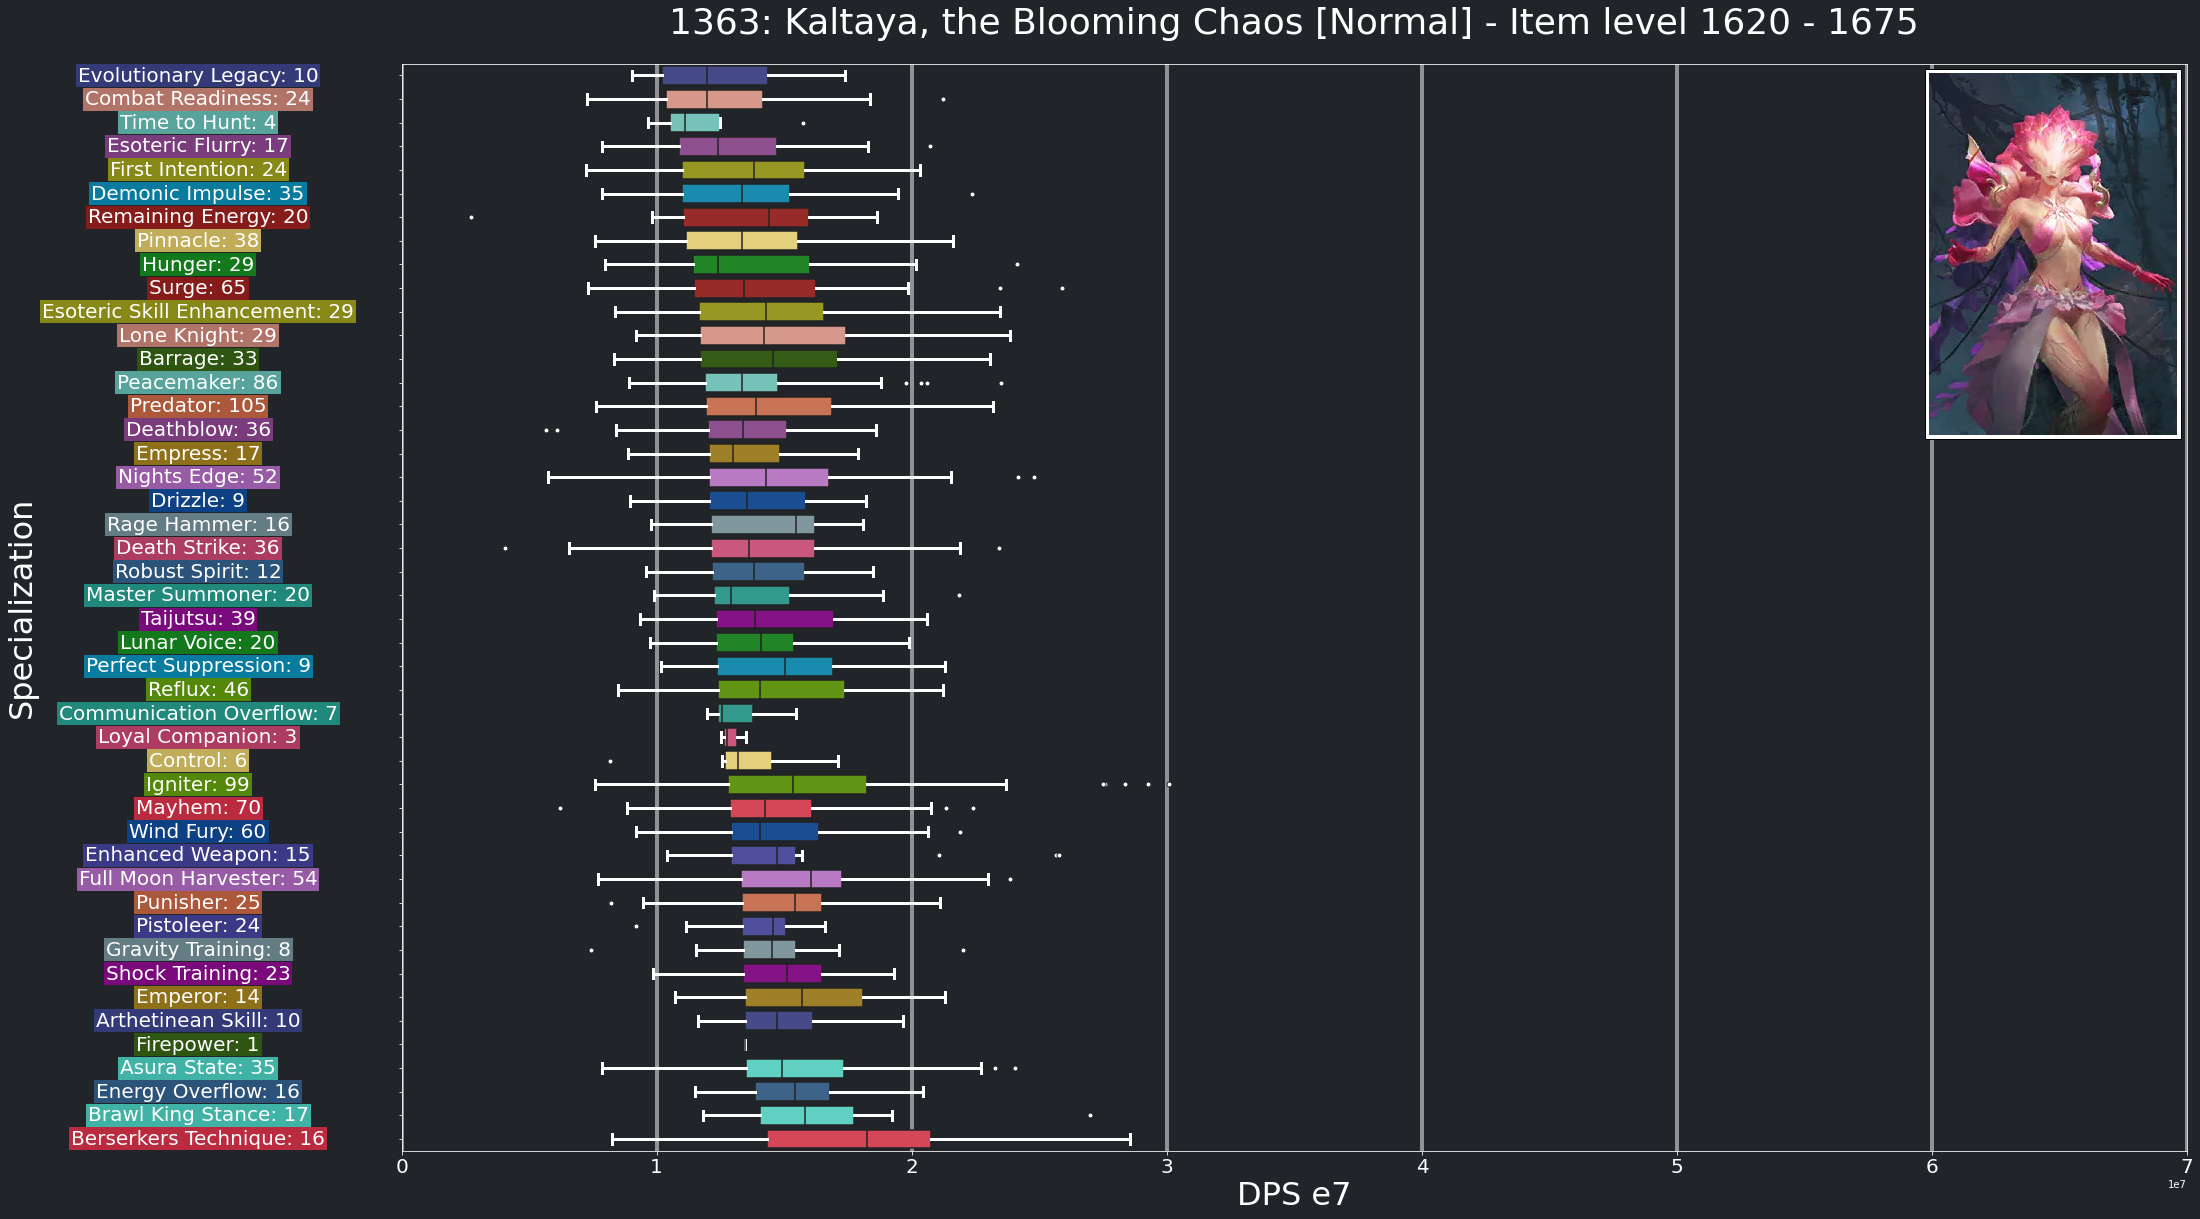 1363: Kaltaya, the Blooming Chaos [Normal] - Item level 1620 - 1675
Specialization
Evolutionary Legacy: 10
Combat Readiness: 24
Time to Hunt: 4
Esoteric Flurry: 17
First Intention: 24
Demonic Impulse: 35
Remaining Energy: 20
Pinnacle: 38
Hunger: 29
Surge: 65
Esoteric Skill Enhancement: 29
Lone Knight: 29
Barrage: 33
Peacemaker: 86
Predator: 105
Deathblow: 36
Empress: 17
Nights Edge: 52
Drizzle: 9
Rage Hammer: 16
Death Strike: 36
Robust Spirit: 12
Master Summoner: 20
Taijutsu: 39
Lunar Voice: 20
Perfect Suppression: 9
Reflux: 46
Communication Overflow: 7
Loyal Companion: 3
Control: 6
Igniter: 99
Mayhem: 70
Wind Fury: 60
Enhanced Weapon: 15
Full Moon Harvester: 54
Punisher: 25
Pistoleer: 24
Gravity Training: 8
Shock Training: 23
Emperor: 14
Arthetinean Skill: 10
Firepower: 1
Asura State: 35
Energy Overflow: 16
Brawl King Stance: 17
Berserkers Technique: 16
0 1 2 3 4 5 6 7
1e7
DPS e7